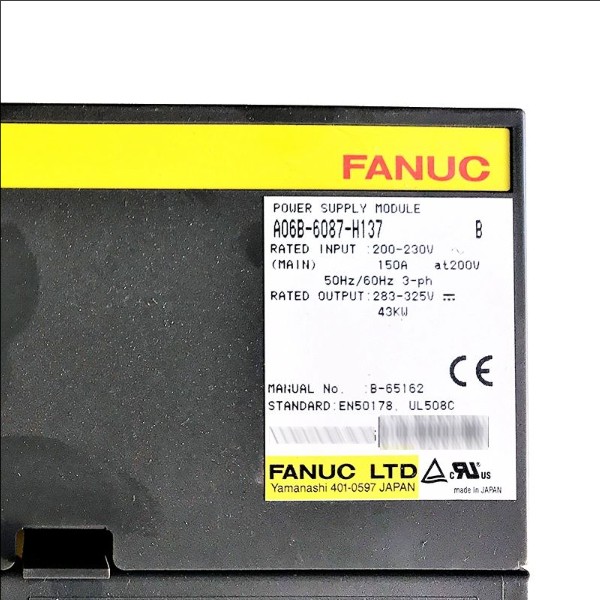 FANUC
POWER SUPPLY MODULE
A06B-6087-H137 B
RATED INPUT :200-230V ~
(MAIN) 150A at200V
50Hz/60Hz 3-ph
RATED OUTPUT:283-325V ⎓
43KW
CE
MANUAL No. :B-65162
STANDARD:EN50178, UL508C
FANUC LTD
Yamanashi 401-0597 JAPAN
c RU US
made in JAPAN